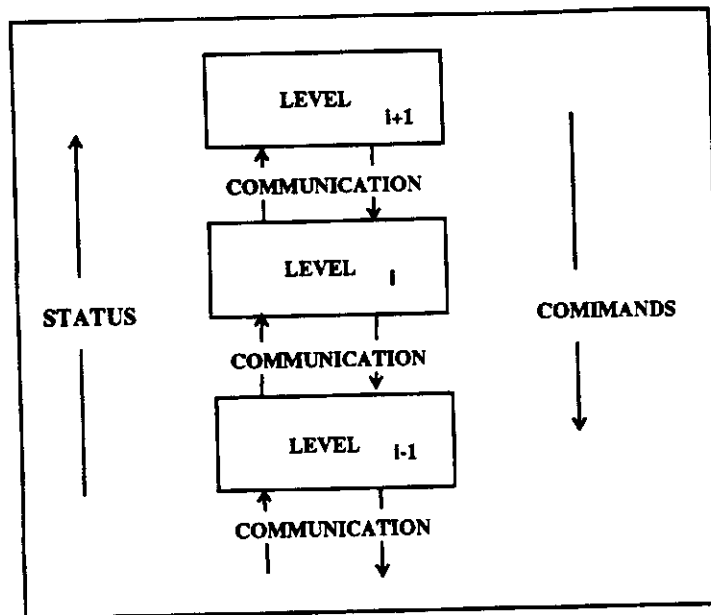 LEVEL i+1
COMMUNICATION
LEVEL i
STATUS
COMIMANDS
COMMUNICATION
LEVEL i-1
COMMUNICATION